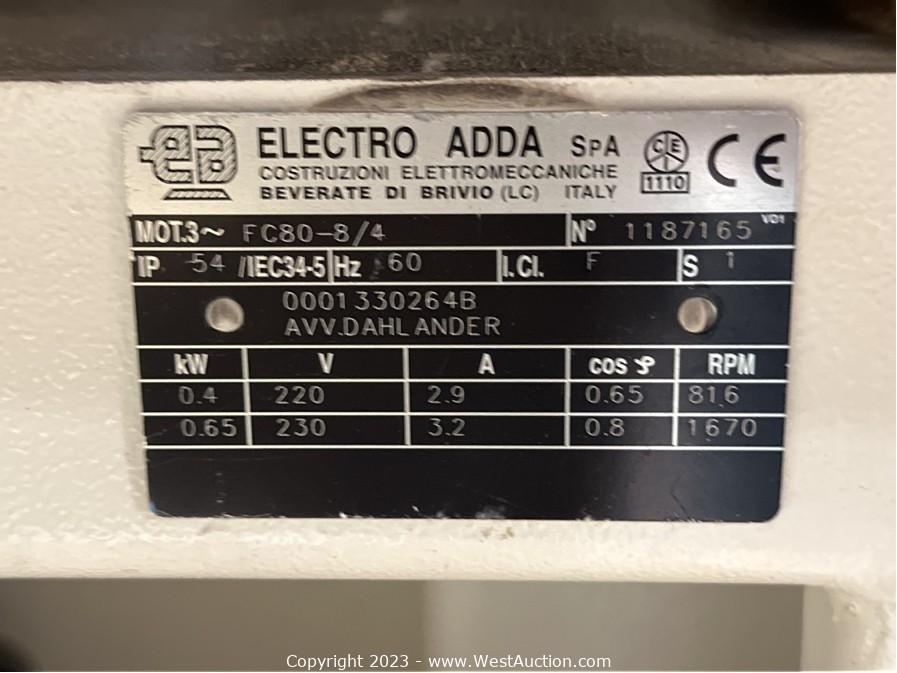 ELECTRO ADDA SPA
COSTRUZIONI ELETTROMECCANICHE
BEVERATE DI BRIVIO (LC) ITALY
CEI
1110
CE
MOT.3~ FC80-8/4 Nº 1187165 V01
IP 54 /IEC34-5 Hz 60 I.CI. F S 1
0001330264B
AVV.DAHLANDER
kW V A cos φ RPM
0.4 220 2.9 0.65 816
0.65 230 3.2 0.8 1670
Copyright 2023 - www.WestAuction.com